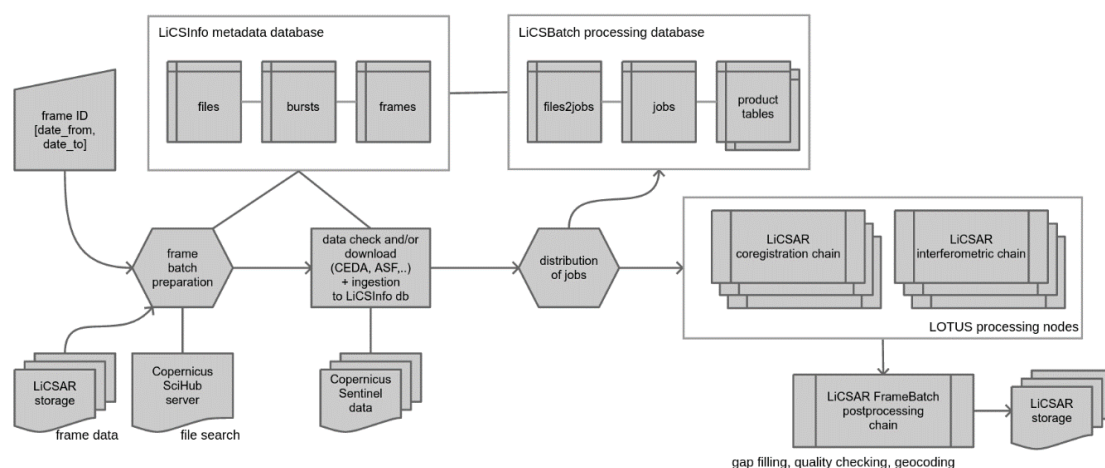 LiCSInfo metadata database
LiCSBatch processing database
files
bursts
frames
files2jobs
jobs
product
tables
frame ID
[date_from,
date_to]
frame
batch
preparation
data check and/or
download
(CEDA, ASF,..)
+ ingestion
to LiCSInfo db
distribution
of jobs
LiCSAR
coregistration chain
LiCSAR
interferometric chain
LOTUS processing nodes
LiCSAR
storage
frame data
Copernicus
SciHub
server
file search
Copernicus
Sentinel
data
LiCSAR FrameBatch
postprocessing
chain
LiCSAR
storage
gap filling, quality checking, geocoding